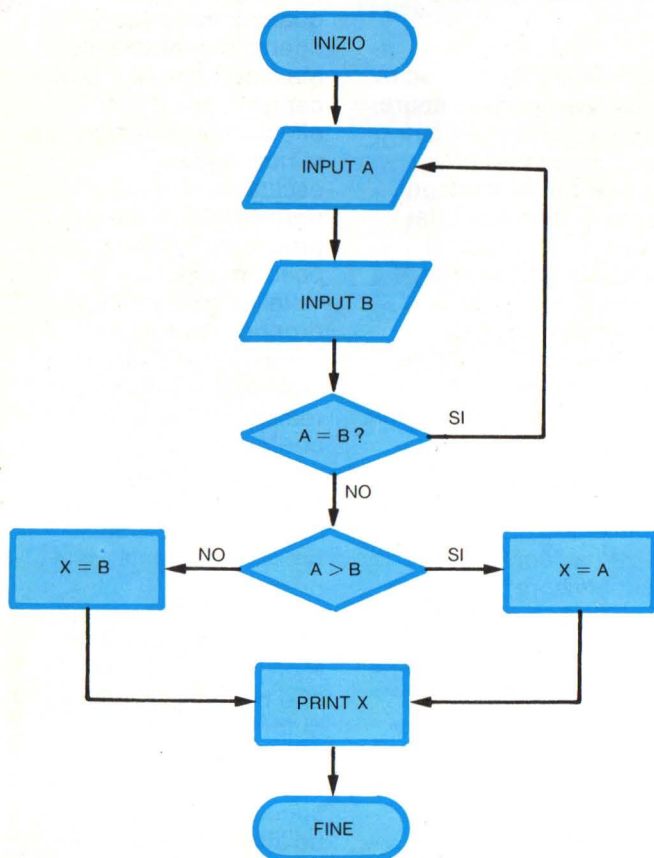 INIZIO
INPUT A
INPUT B
A = B ?
SI
NO
A > B
NO
SI
X = B
X = A
PRINT X
FINE